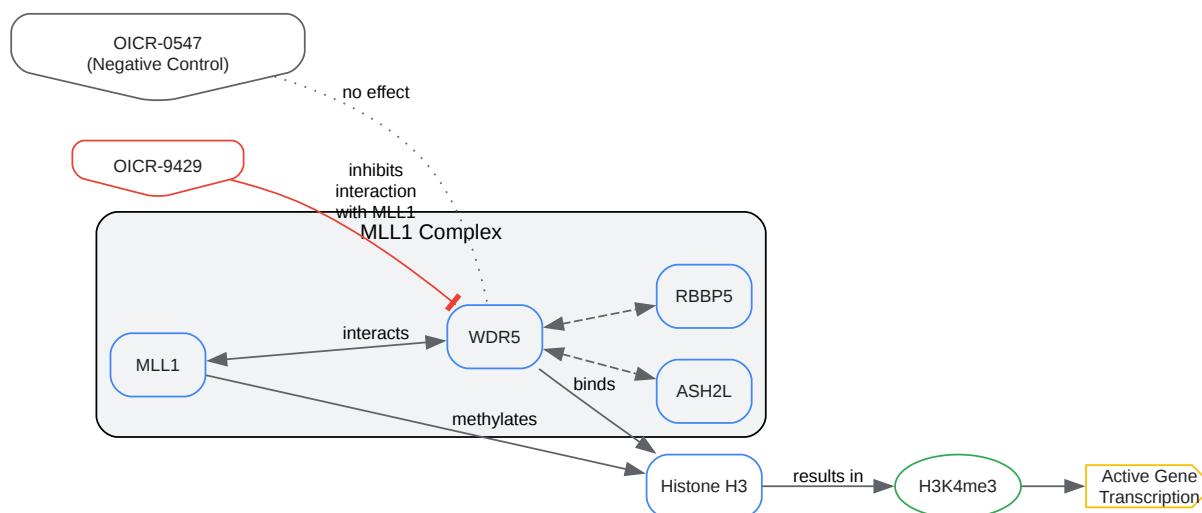 OICR-0547
(Negative Control)
no effect
OICR-9429
inhibits
interaction
with MLL1
MLL1 Complex
RBBP5
interacts
WDR5
MLL1
binds
ASH2L
methylates
Histone H3
results in
H3K4me3
Active Gene
Transcription